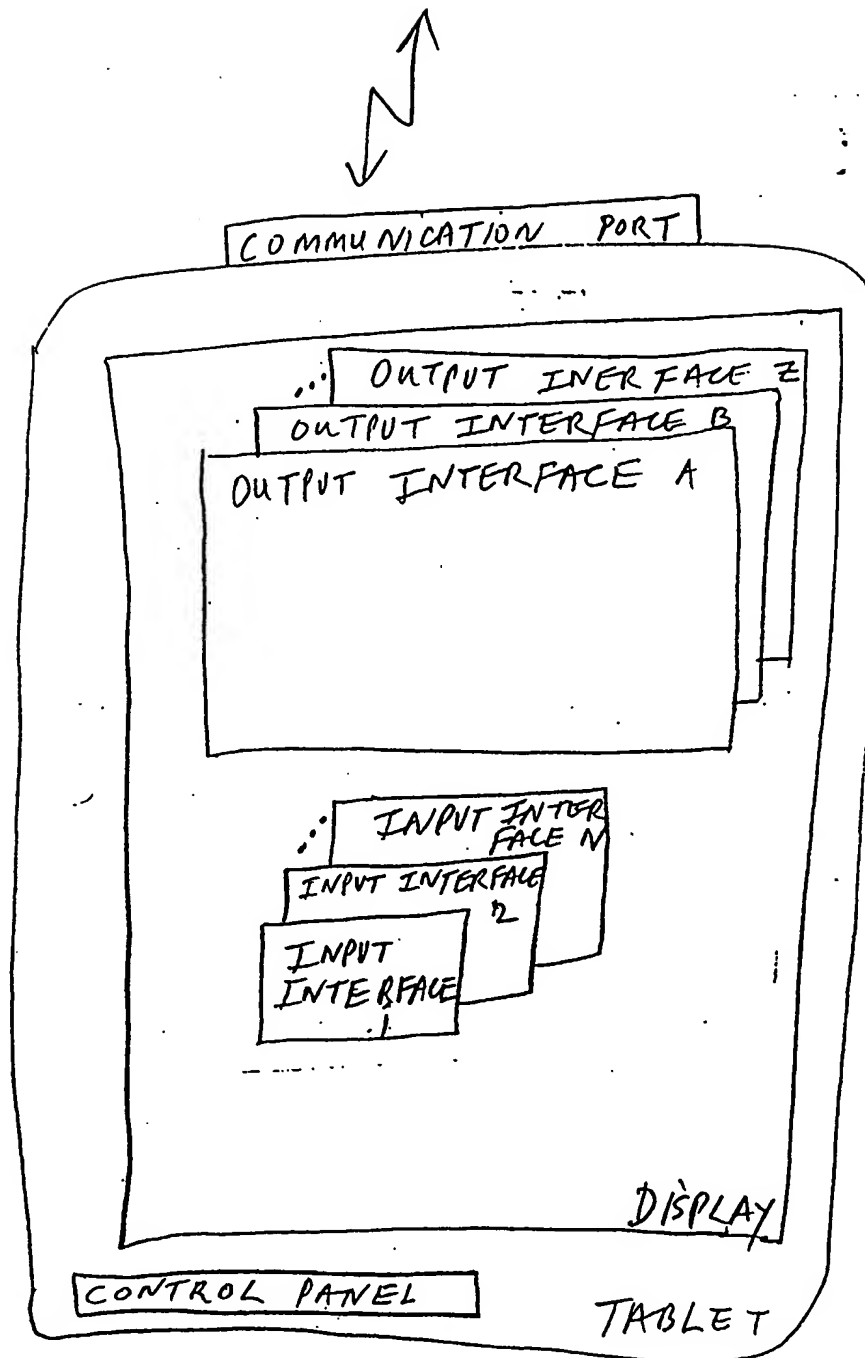 COMMUNICATION PORT
OUTPUT INERFACE Z
OUTPUT INTERFACE B
OUTPUT INTERFACE A
INPUT INTER
FACE N
INPUT INTERFACE
2
INPUT
INTERFACE
1
DISPLAY
CONTROL PANEL
TABLET